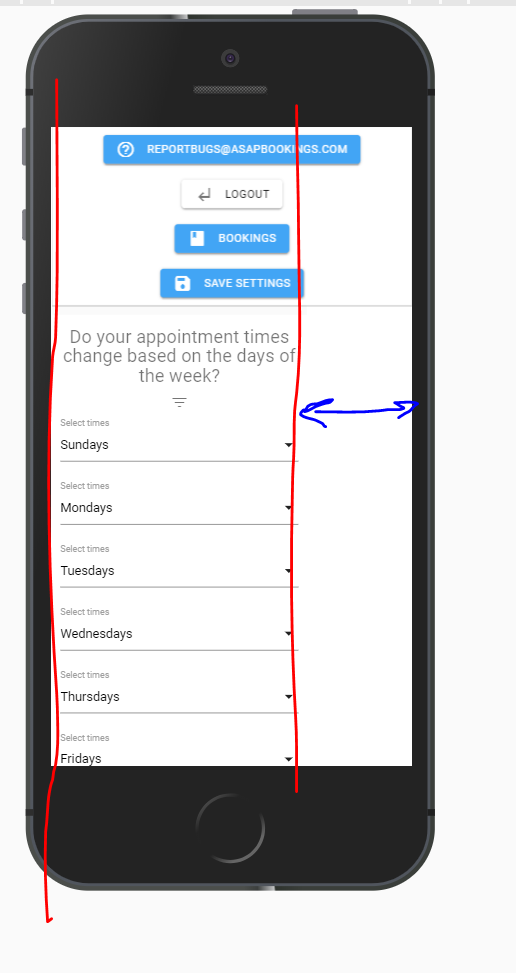 REPORTBUGS@ASAPBOOKINGS.COM
LOGOUT
BOOKINGS
SAVE SETTINGS
Do your appointment times
change based on the days of
the week?
Select times
Sundays
Select times
Mondays
Select times
Tuesdays
Select times
Wednesdays
Select times
Thursdays
Select times
Fridays